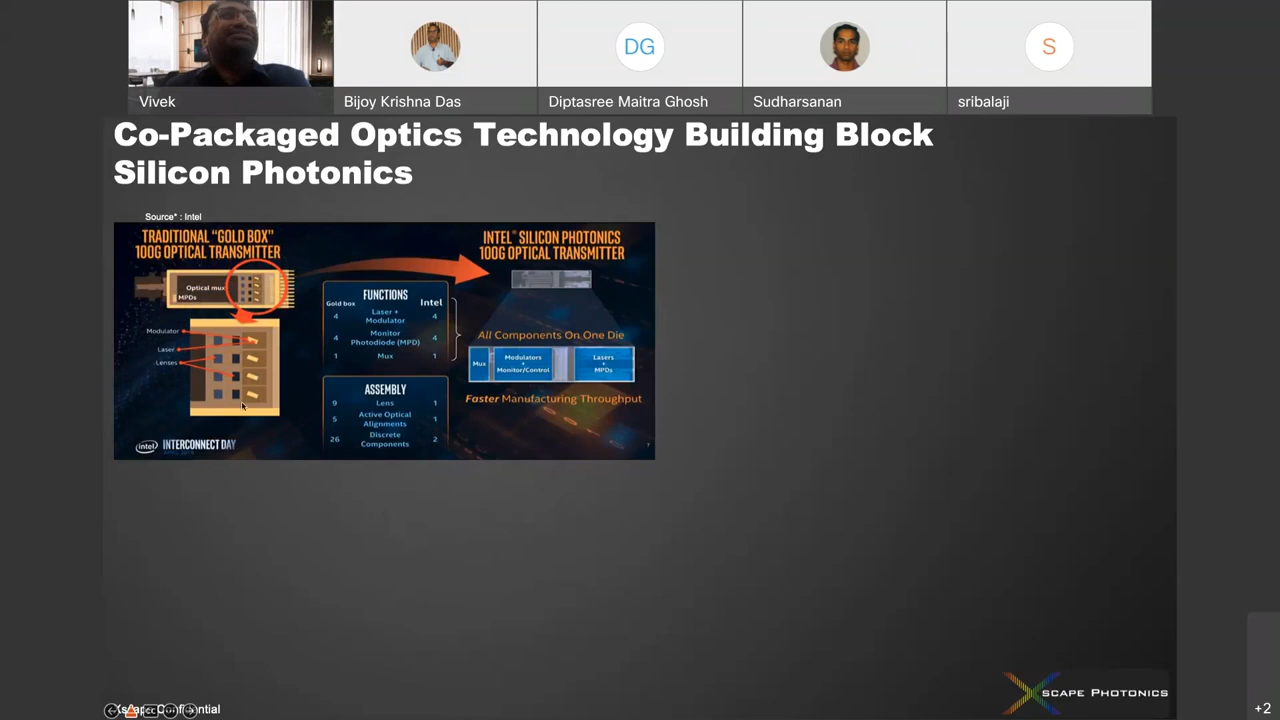 DG
S
Vivek
Bijoy Krishna Das
Diptasree Maitra Ghosh
Sudharsanan
sribalaji
Co-Packaged Optics Technology Building Block
Silicon Photonics
Source* : Intel
TRADITIONAL "GOLD BOX"
100G OPTICAL TRANSMITTER
Optical mux
MPDs
Modulator
Laser
Lenses
intel INTERCONNECT DAY
FUNCTIONS
Gold box Intel
4 Laser + Modulator 4
4 Monitor Photodiode (MPD) 4
1 Mux 1
ASSEMBLY
9 Lens 1
5 Active Optical Alignments 1
26 Discrete Components 2
INTEL® SILICON PHOTONICS
100G OPTICAL TRANSMITTER
All Components On One Die
Mux
Modulators
+
Monitor/Control
Lasers
+
MPDs
Faster Manufacturing Throughput
7
Xscape Confidential
XSCAPE PHOTONICS
+2